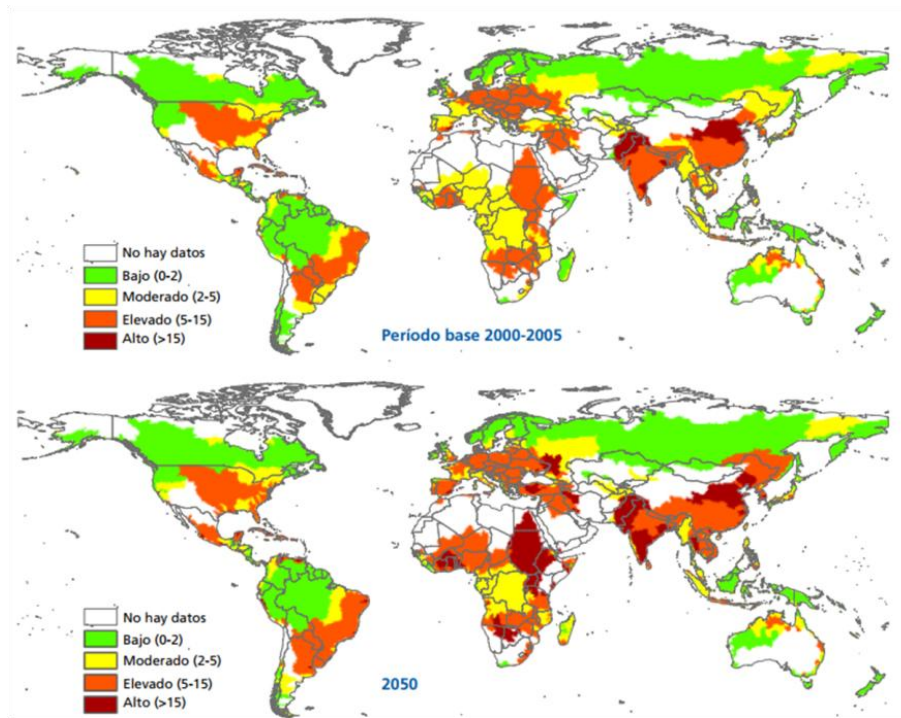 No hay datos
Bajo (0-2)
Moderado (2-5)
Elevado (5-15)
Alto (>15)
Período base 2000-2005
No hay datos
Bajo (0-2)
Moderado (2-5)
Elevado (5-15)
Alto (>15)
2050